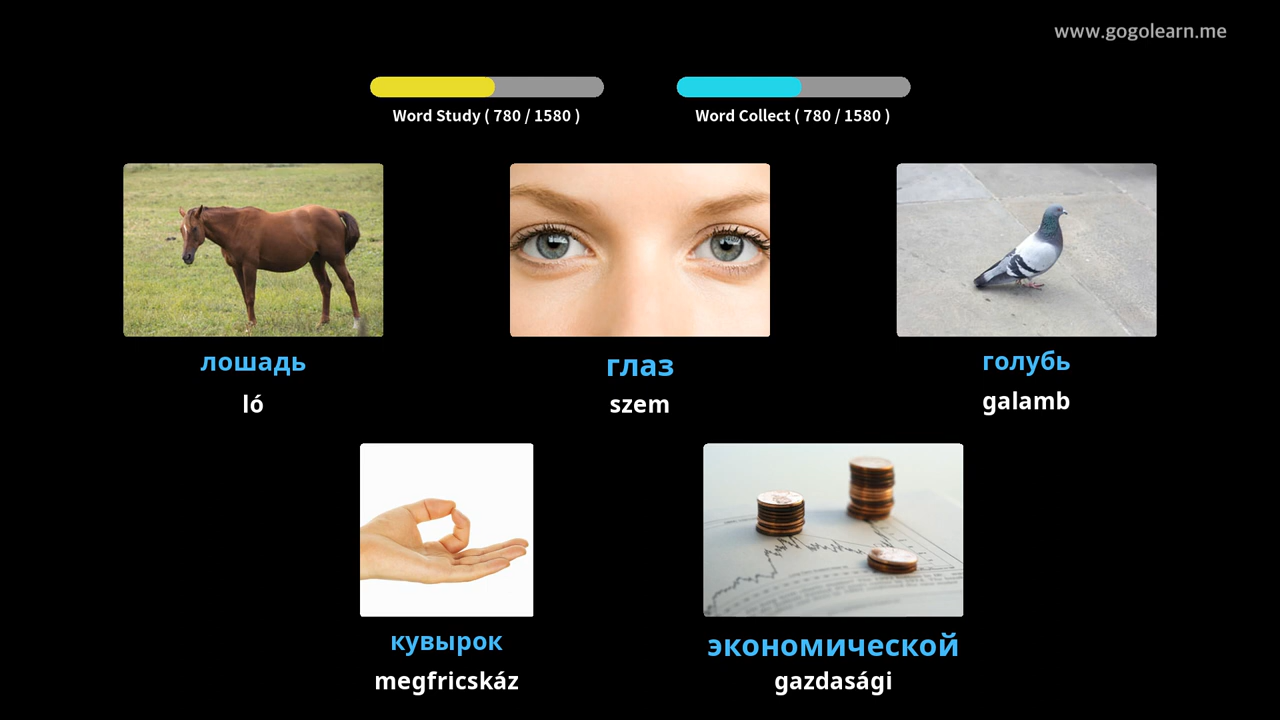 www.gogolearn.me
Word Study ( 780 / 1580 )
Word Collect ( 780 / 1580 )
лошадь
глаз
голубь
ló
szem
galamb
кувырок
экономической
megfricskáz
gazdasági